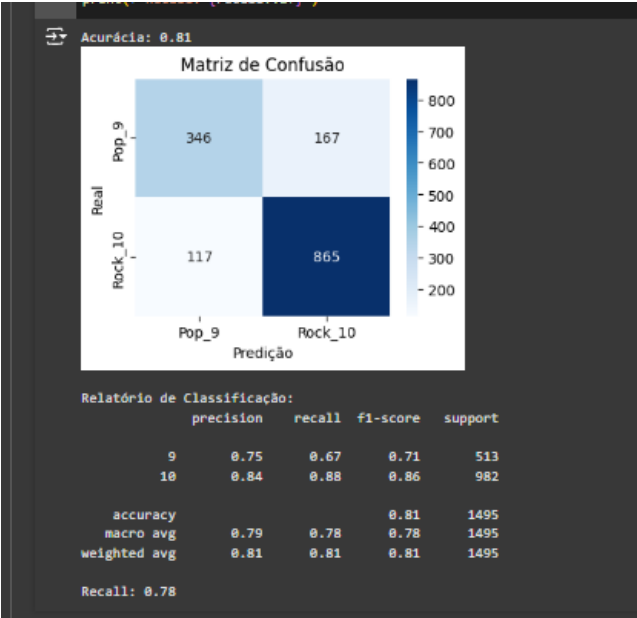 Acurácia: 0.81
Matriz de Confusão
800
700
600
500
400
300
200
Real
Pop_9
346 167
Rock_10
117 865
Pop_9 Rock_10
Predição
Relatório de Classificação:
precision recall f1-score support
9 0.75 0.67 0.71 513
10 0.84 0.88 0.86 982
accuracy 0.81 1495
macro avg 0.79 0.78 0.78 1495
weighted avg 0.81 0.81 0.81 1495
Recall: 0.78